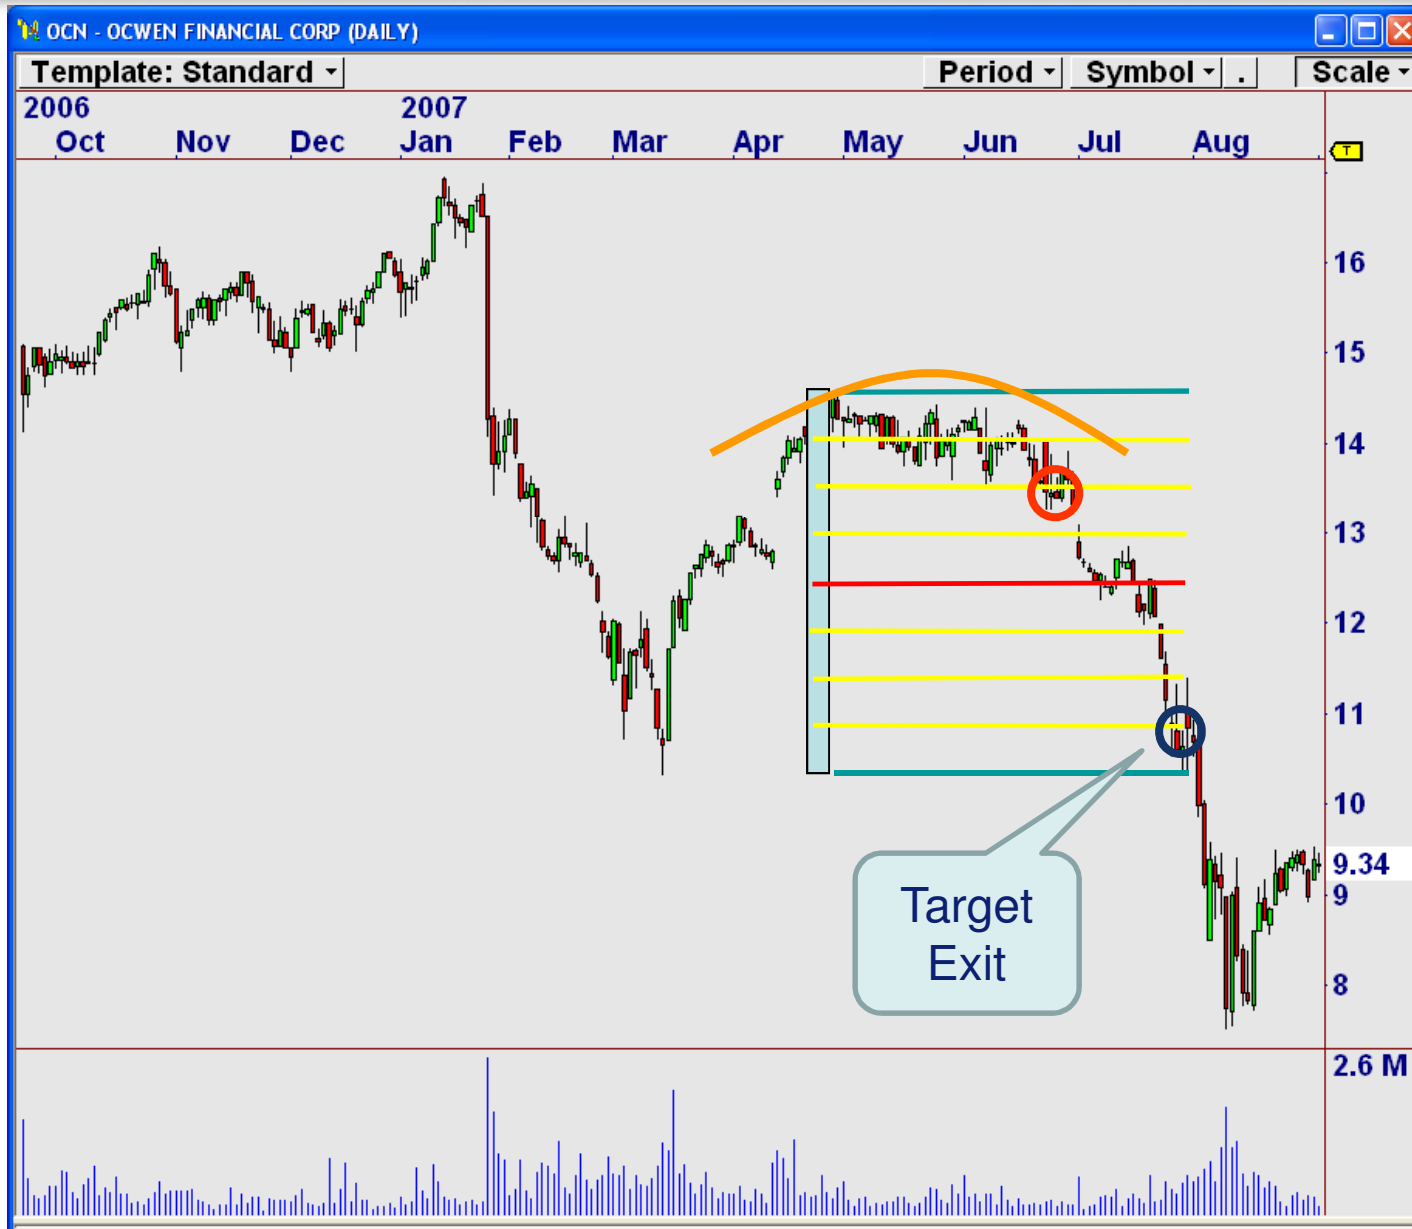 OCN - OCWEN FINANCIAL CORP (DAILY)
Template: Standard Period Symbol . Scale
2006 2007
Oct Nov Dec Jan Feb Mar Apr May Jun Jul Aug
T
16
15
14
13
12
11
10
9.34
9
8
Target
Exit
2.6 M